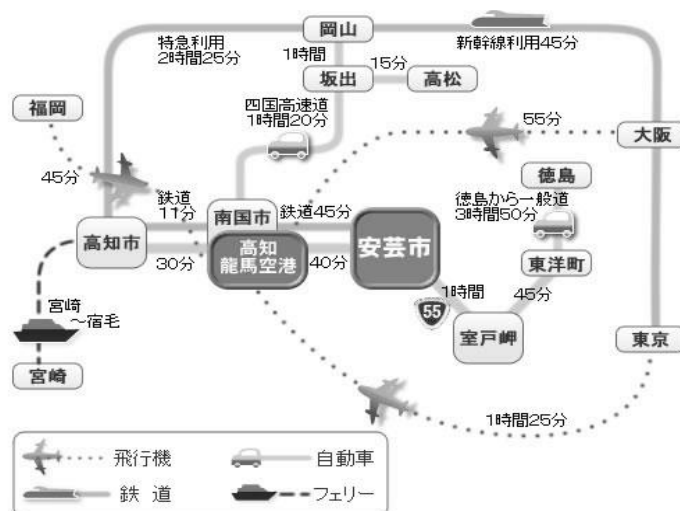 岡山
特急利用
2時間25分
1時間
新幹線利用45分
15分
坂出
高松
福岡
四国高速道
1時間20分
55分
大阪
45分
徳島
鉄道
11分
南国市
鉄道45分
徳島から一般道
3時間50分
高知市
高知
龍馬空港
安芸市
30分
40分
東洋町
1時間
45分
宮崎
~宿毛
55
室戸岬
東京
宮崎
1時間25分
飛行機
自動車
鉄 道
フェリー